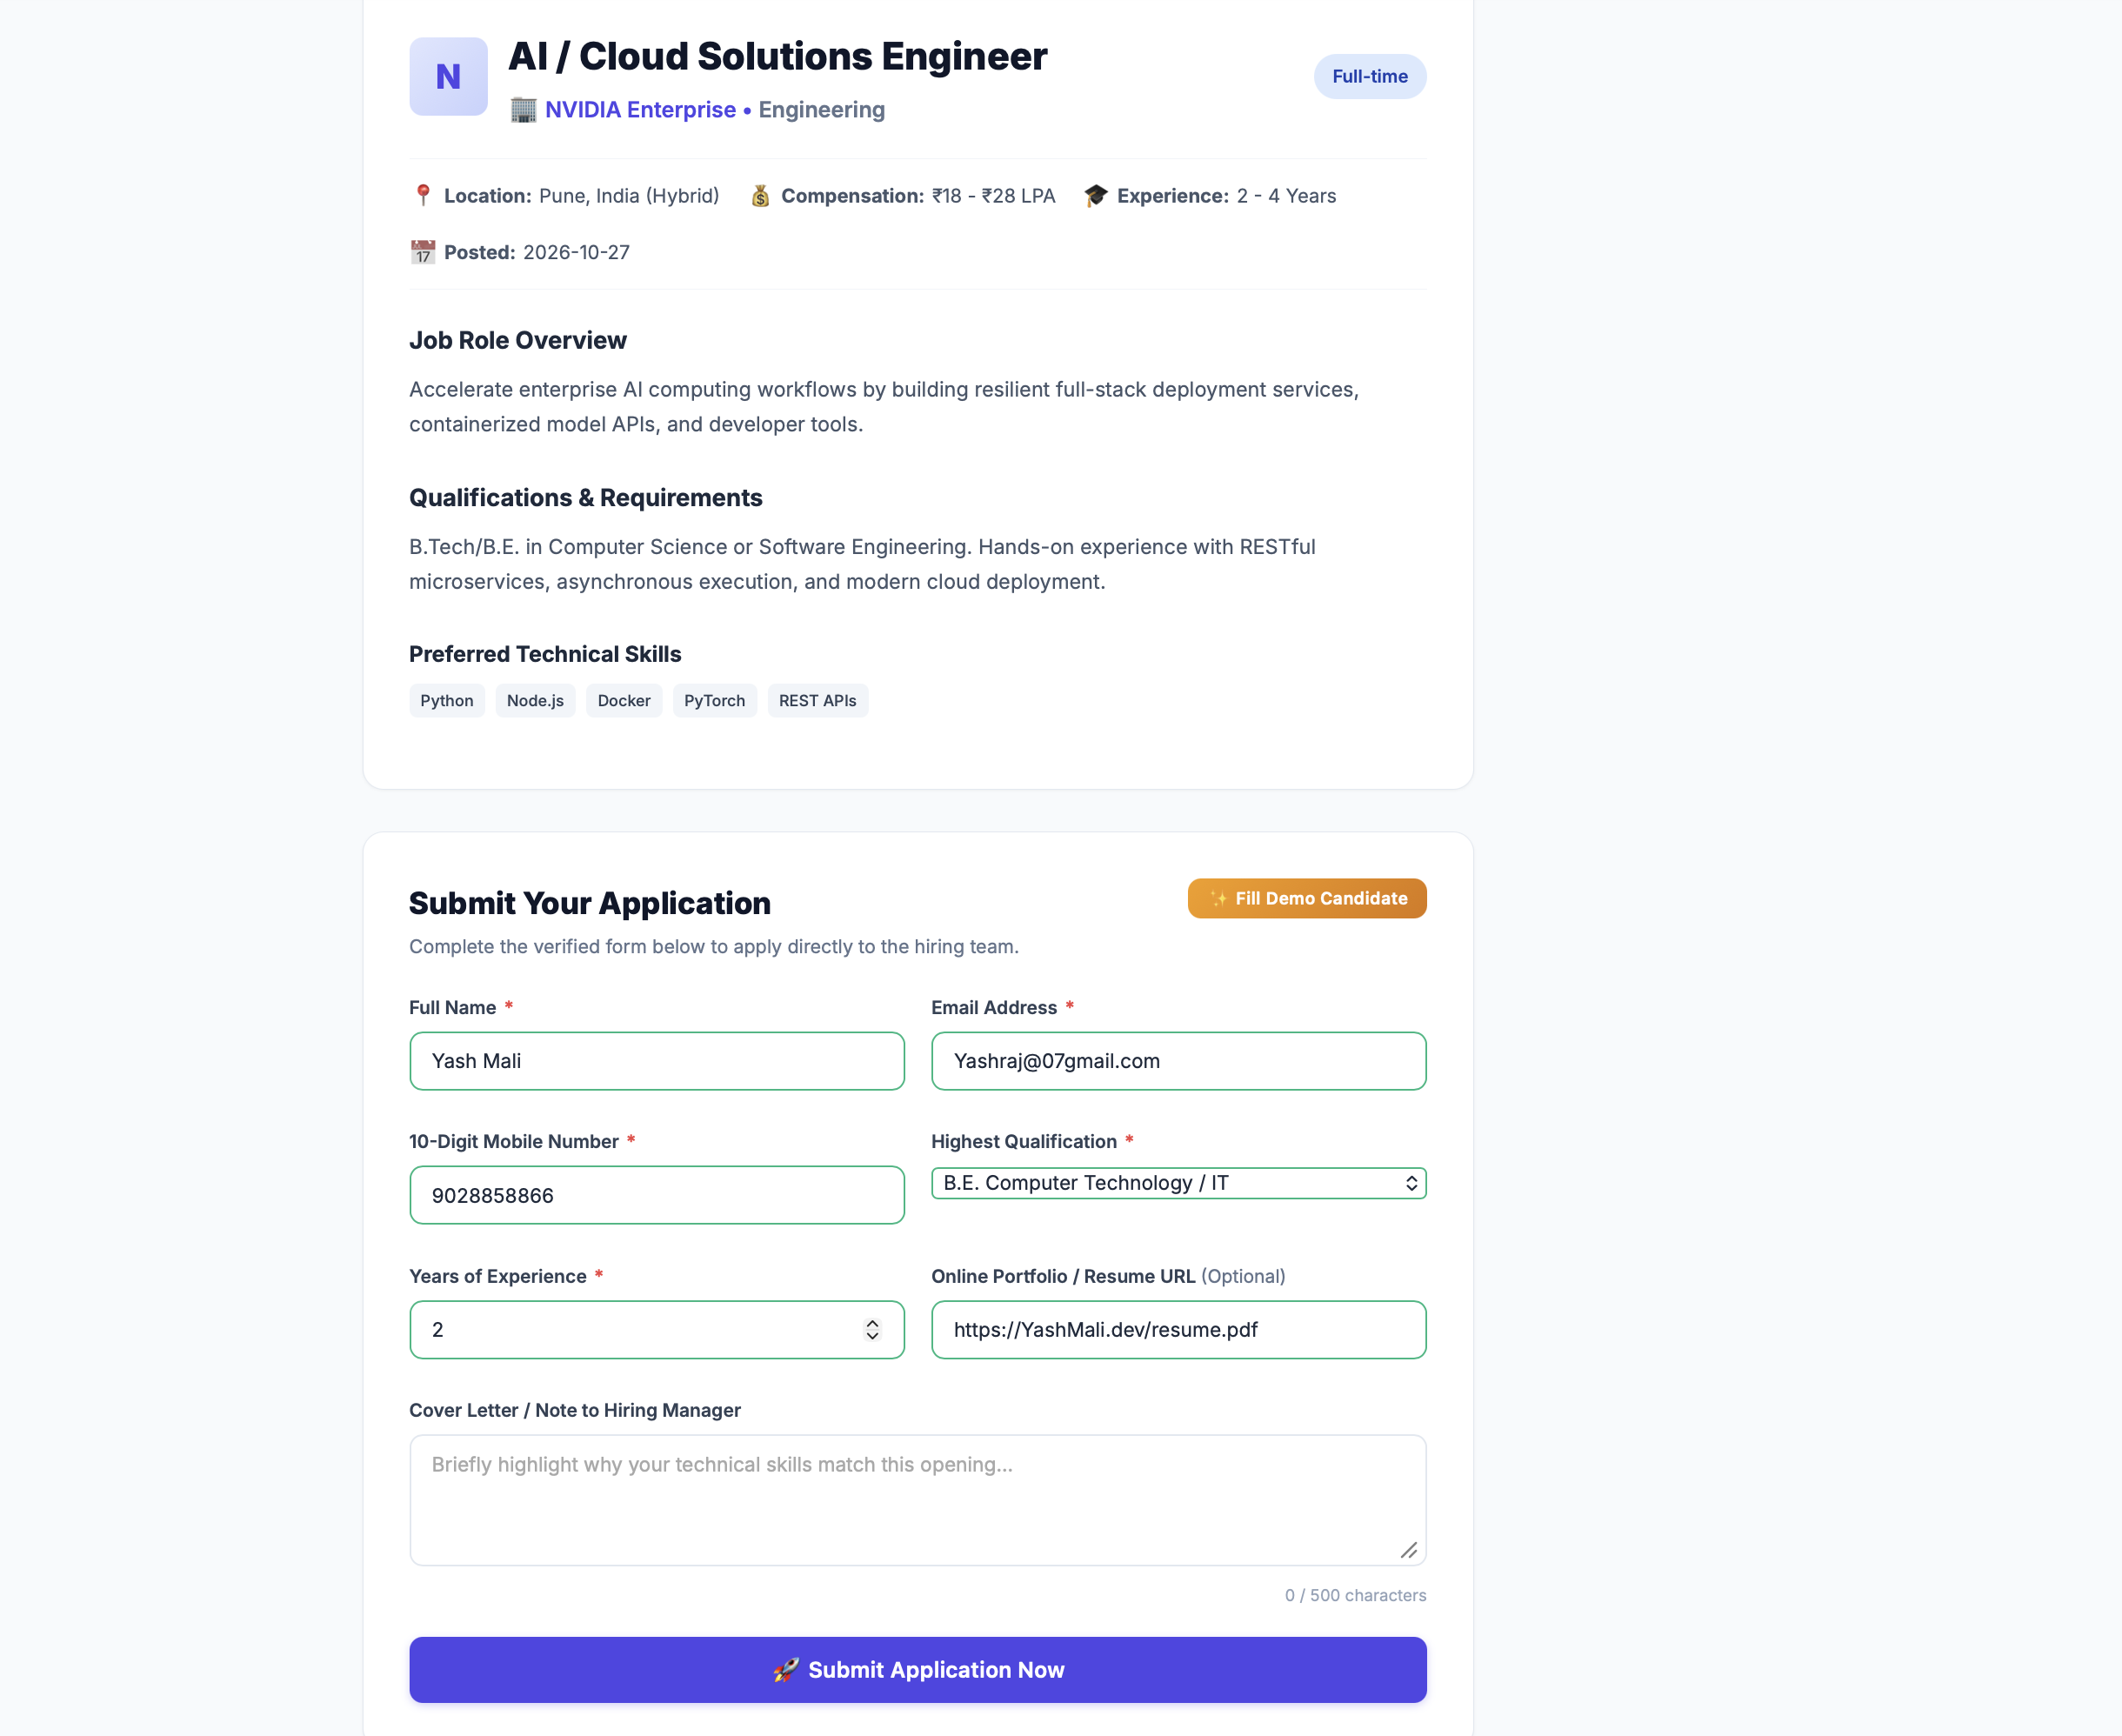 N
AI / Cloud Solutions Engineer
🏢 NVIDIA Enterprise • Engineering
Full-time
📍 Location: Pune, India (Hybrid) 💰 Compensation: ₹18 - ₹28 LPA 🎓 Experience: 2 - 4 Years
📅 Posted: 2026-10-27
Job Role Overview
Accelerate enterprise AI computing workflows by building resilient full-stack deployment services,
containerized model APIs, and developer tools.
Qualifications & Requirements
B.Tech/B.E. in Computer Science or Software Engineering. Hands-on experience with RESTful
microservices, asynchronous execution, and modern cloud deployment.
Preferred Technical Skills
Python Node.js Docker PyTorch REST APIs
Submit Your Application
✨ Fill Demo Candidate
Complete the verified form below to apply directly to the hiring team.
Full Name *
Yash Mali
Email Address *
Yashraj@07gmail.com
10-Digit Mobile Number *
9028858866
Highest Qualification *
B.E. Computer Technology / IT
Years of Experience *
2
Online Portfolio / Resume URL (Optional)
https://YashMali.dev/resume.pdf
Cover Letter / Note to Hiring Manager
Briefly highlight why your technical skills match this opening...
0 / 500 characters
🚀 Submit Application Now